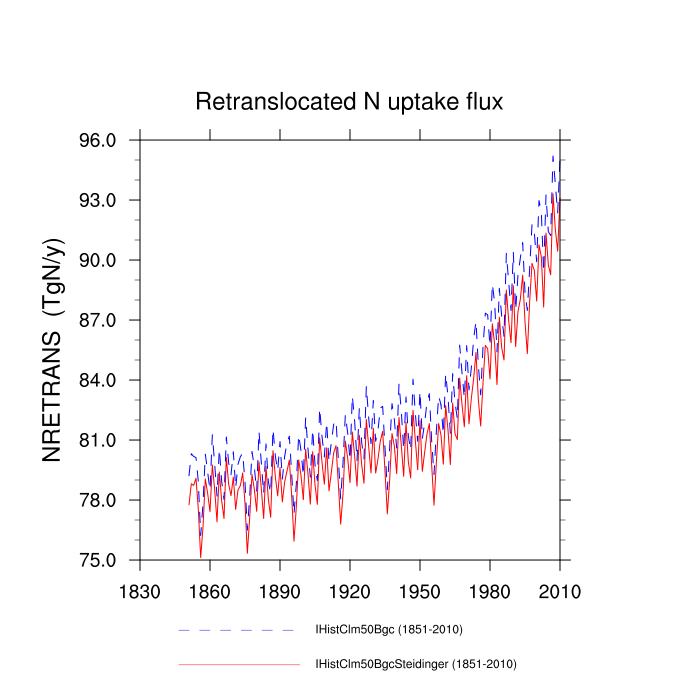 Retranslocated N uptake flux
NRETRANS (TgN/y)
96.0
93.0
90.0
87.0
84.0
81.0
78.0
75.0
1830 1860 1890 1920 1950 1980 2010
IHistClm50Bgc (1851-2010)
IHistClm50BgcSteidinger (1851-2010)